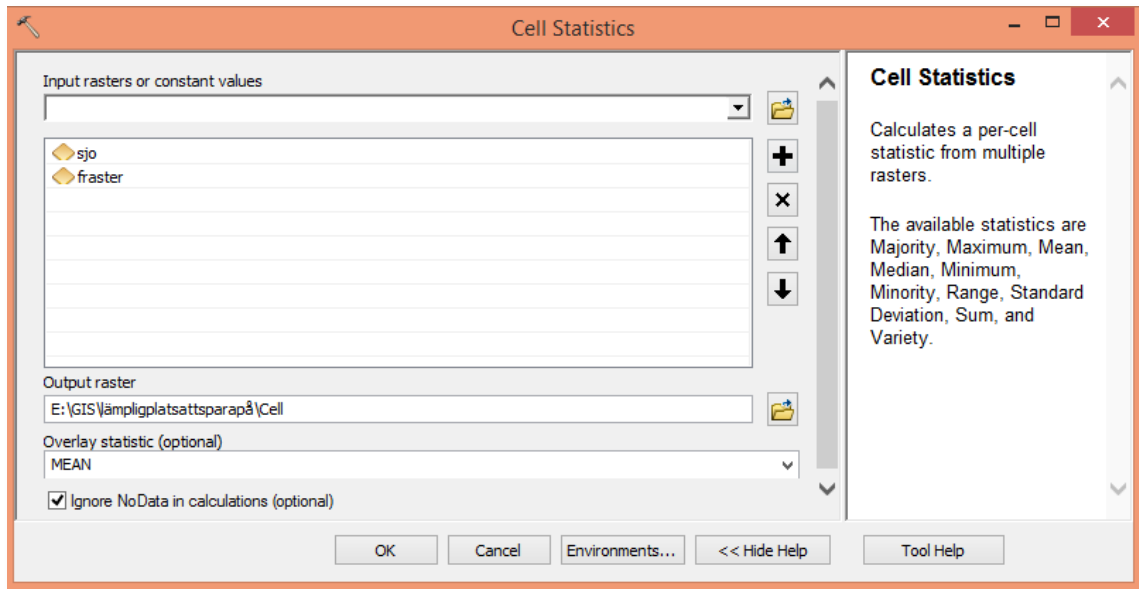 Cell Statistics
Input rasters or constant values
sjo
fraster
Output raster
E:\GIS\lämpligplatsattsparapå\Cell
Overlay statistic (optional)
MEAN
Ignore NoData in calculations (optional)
OK
Cancel
Environments...
<< Hide Help
Tool Help
Cell Statistics
Calculates a per-cell
statistic from multiple
rasters.
The available statistics are
Majority, Maximum, Mean,
Median, Minimum,
Minority, Range, Standard
Deviation, Sum, and
Variety.